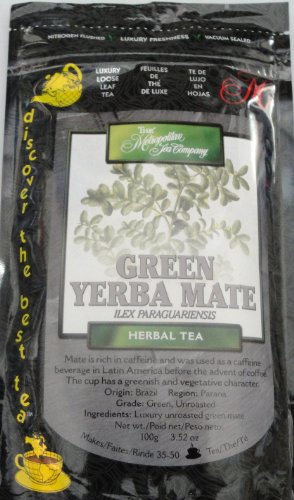 NITROGEN FLUSHED • LUXURY FRESHNESS • VACUUM SEALED
LUXURY
LOOSE
LEAF
TEA
FEUILLES
DE
THÉ
DE LUXE
TE DE
LUJO
EN
HOJAS
discover the best tea™
Metropolitan
Tea Company
GREEN
YERBA MATE
ILEX PARAGUARIENSIS
HERBAL TEA
Mate is rich in caffeine and was used as a caffeine
beverage in Latin America before the advent of coffee.
The cup has a greenish and vegetative character.
Origin: Brazil Region: Parana
Grade: Green, Unroasted
Ingredients: Luxury unroasted green mate
Net wt./Poid net/Peso neto:
100g 3.52 oz
Makes/Faites/Rinde 35-50 Tea/Thé/Té